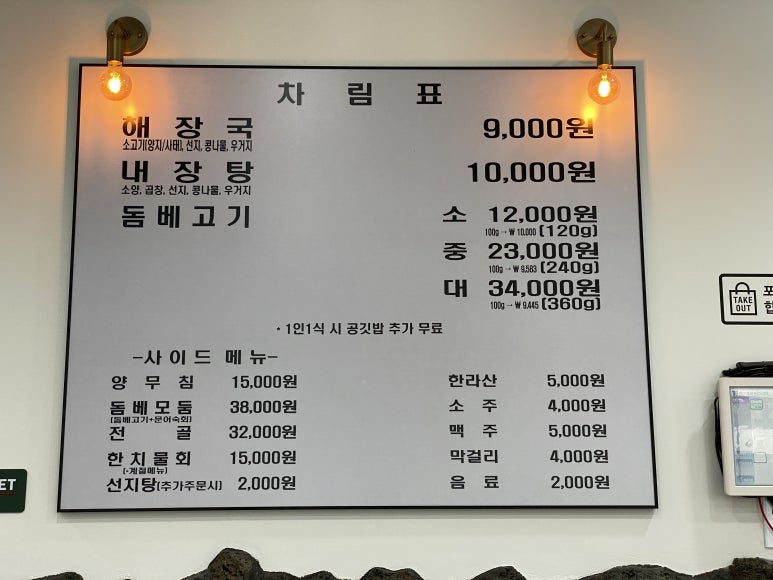 차 림 표
해 장 국 9,000원
소고기(양지/사태), 선지, 콩나물, 우거지
내 장 탕 10,000원
소양, 곱창, 선지, 콩나물, 우거지
돔베고기 소 12,000원
100g → ₩ 10,000 (120g)
중 23,000원
100g → ₩ 9,583 (240g)
대 34,000원
100g → ₩ 9,445 (360g)
* 1인1식 시 공깃밥 추가 무료
-사 이 드 메 뉴-
양 무 침 15,000원 한라산 5,000원
돔베모둠 38,000원 소 주 4,000원
(돔베고기+문어숙회)
전 골 32,000원 맥 주 5,000원
한치물회 15,000원 막걸리 4,000원
(*계절메뉴)
선지탕(추가주문시) 2,000원 음 료 2,000원
TAKE
OUT
포
ET